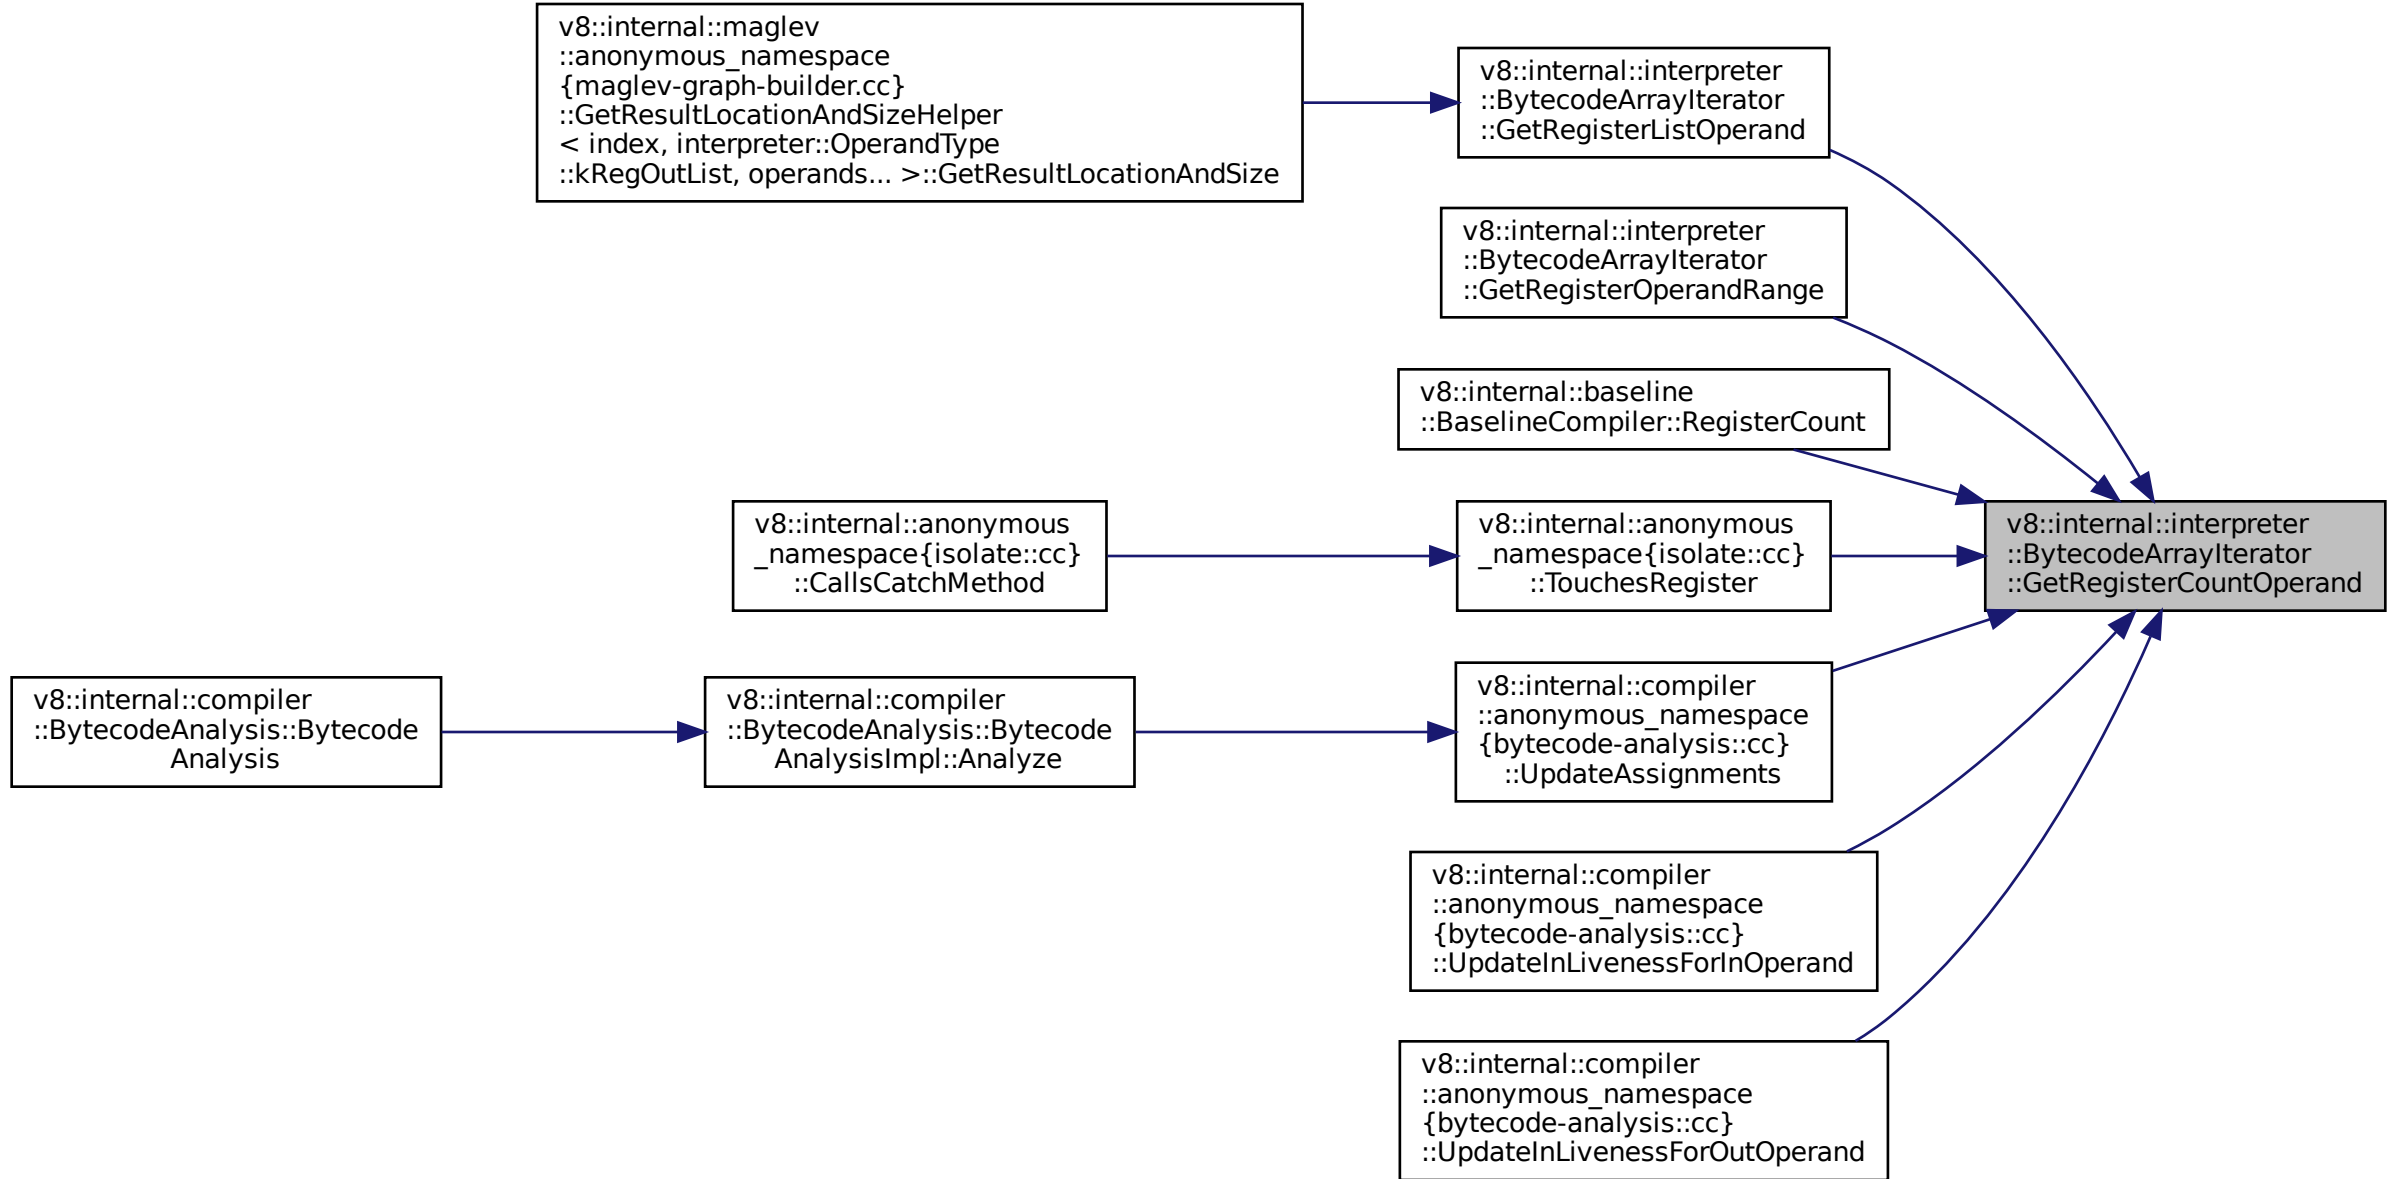 v8::internal::maglev
::anonymous_namespace
{maglev-graph-builder.cc}
::GetResultLocationAndSizeHelper
< index, interpreter::OperandType
::kRegOutList, operands... >::GetResultLocationAndSize
v8::internal::interpreter
::BytecodeArrayIterator
::GetRegisterListOperand
v8::internal::interpreter
::BytecodeArrayIterator
::GetRegisterOperandRange
v8::internal::baseline
::BaselineCompiler::RegisterCount
v8::internal::anonymous
_namespace{isolate::cc}
::CallsCatchMethod
v8::internal::anonymous
_namespace{isolate::cc}
::TouchesRegister
v8::internal::interpreter
::BytecodeArrayIterator
::GetRegisterCountOperand
v8::internal::compiler
::BytecodeAnalysis::Bytecode
Analysis
v8::internal::compiler
::BytecodeAnalysis::Bytecode
AnalysisImpl::Analyze
v8::internal::compiler
::anonymous_namespace
{bytecode-analysis::cc}
::UpdateAssignments
v8::internal::compiler
::anonymous_namespace
{bytecode-analysis::cc}
::UpdateInLivenessForInOperand
v8::internal::compiler
::anonymous_namespace
{bytecode-analysis::cc}
::UpdateInLivenessForOutOperand